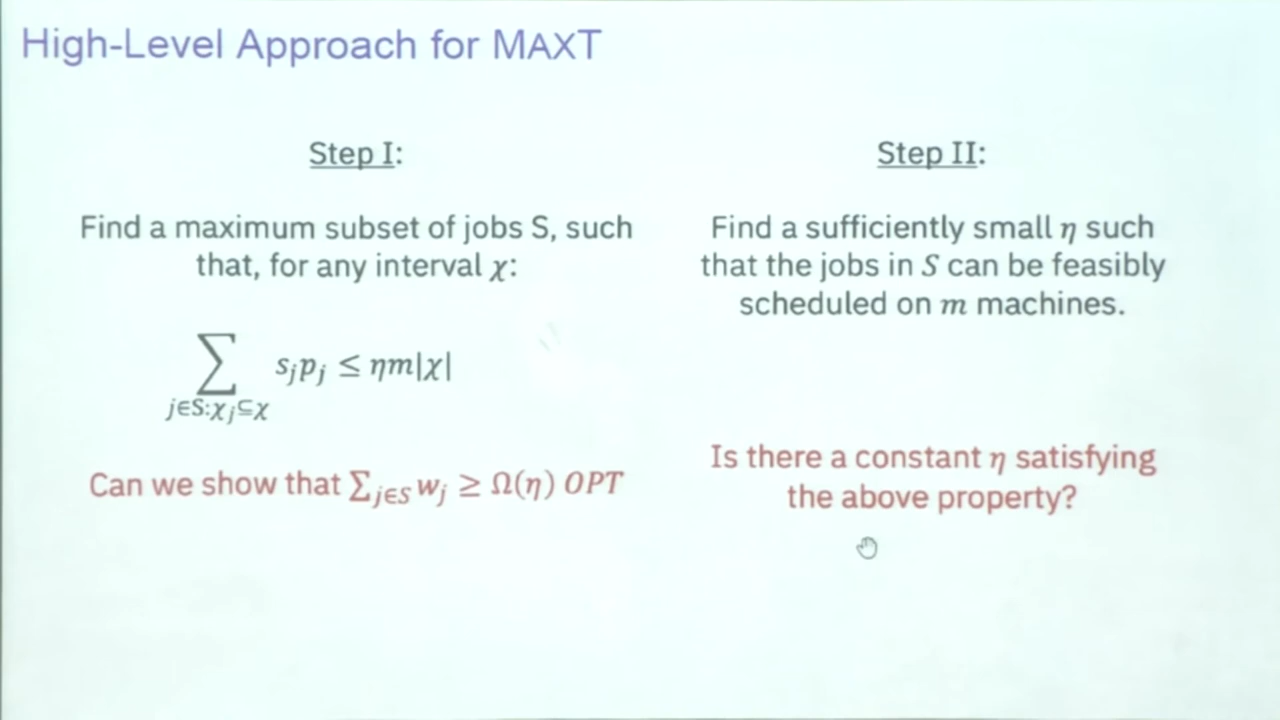 High-Level Approach for MAXT
Step I:
Find a maximum subset of jobs S, such
that, for any interval χ:
∑ s_j p_j ≤ ηm|χ|
j∈S:χ_j⊆χ
Can we show that ∑_{j∈S} w_j ≥ Ω(η) OPT
Step II:
Find a sufficiently small η such
that the jobs in S can be feasibly
scheduled on m machines.
Is there a constant η satisfying
the above property?